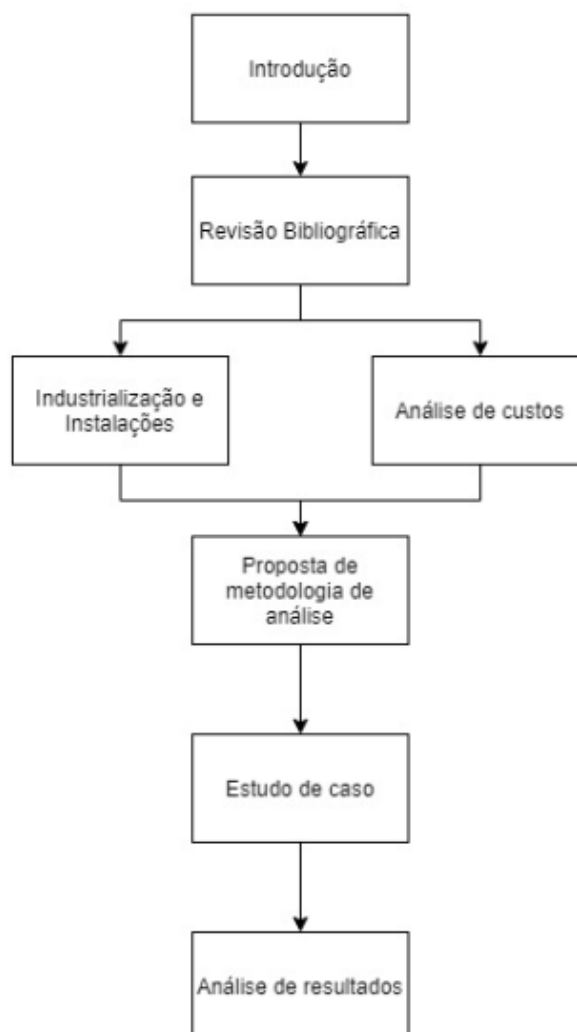 Introdução
Revisão Bibliográfica
Industrialização e
Instalações
Análise de custos
Proposta de
metodologia de
análise
Estudo de caso
Análise de resultados